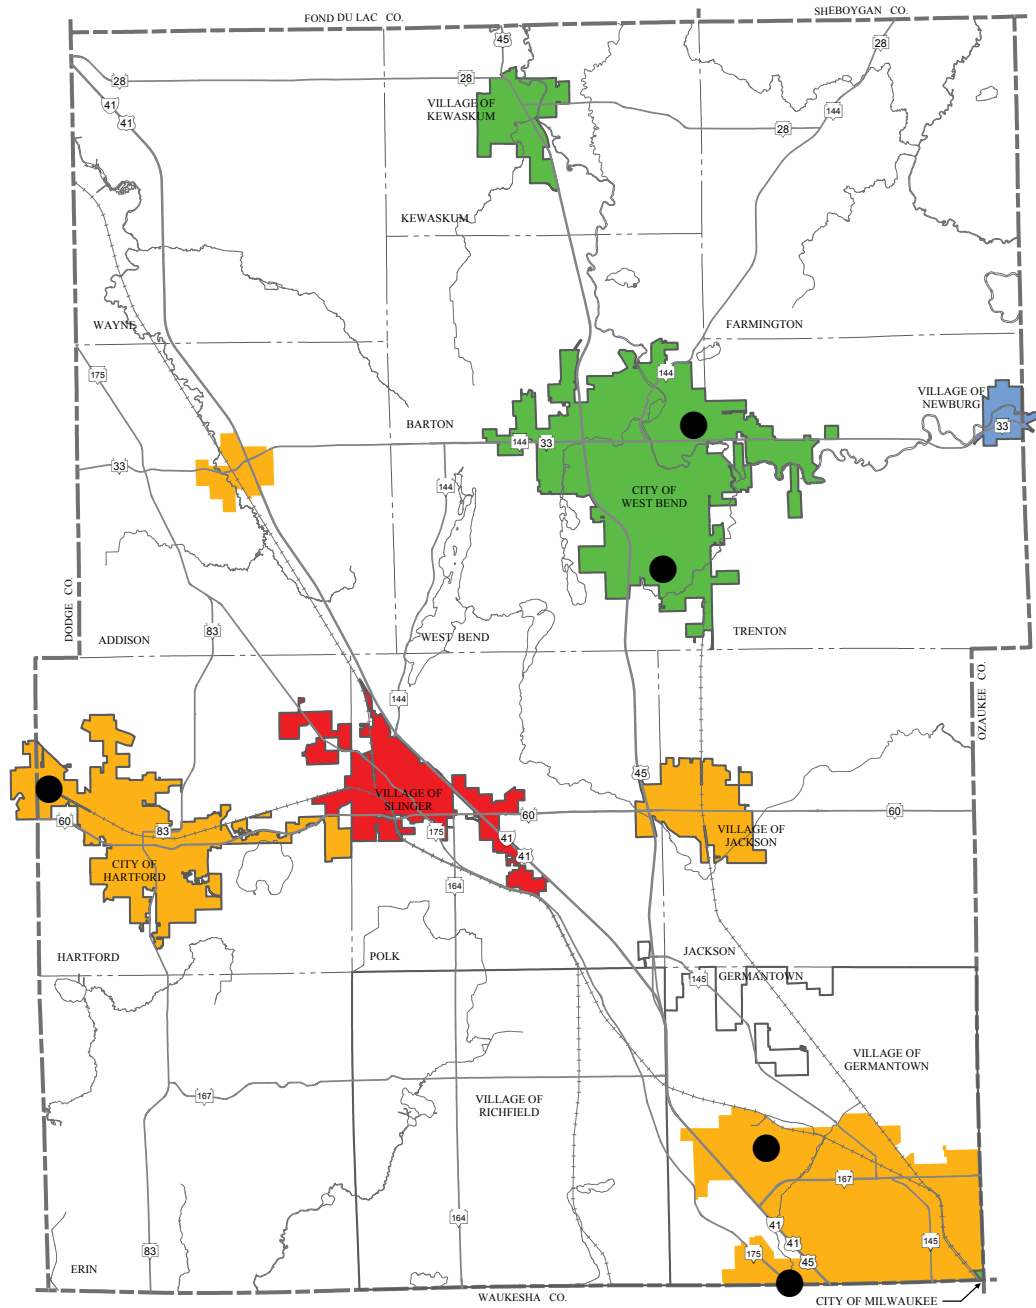 FOND DU LAC CO.
SHEBOYGAN CO.
45
28
28
28
41
41
VILLAGE OF
KEWASKUM
144
28
KEWASKUM
WAYNE
FARMINGTON
175
144
VILLAGE OF
NEWBURG
33
BARTON
144
33
33
144
CITY OF
WEST BEND
DODGE CO.
83
ADDISON
WEST BEND
TRENTON
OZAUKEE CO.
144
45
VILLAGE OF
SLINGER
60
83
60
60
175
41
41
VILLAGE OF
JACKSON
CITY OF
HARTFORD
164
HARTFORD
POLK
JACKSON
GERMANTOWN
145
VILLAGE OF
GERMANTOWN
167
VILLAGE OF
RICHFIELD
167
164
41
41
45
175
145
83
ERIN
WAUKESHA CO.
CITY OF MILWAUKEE